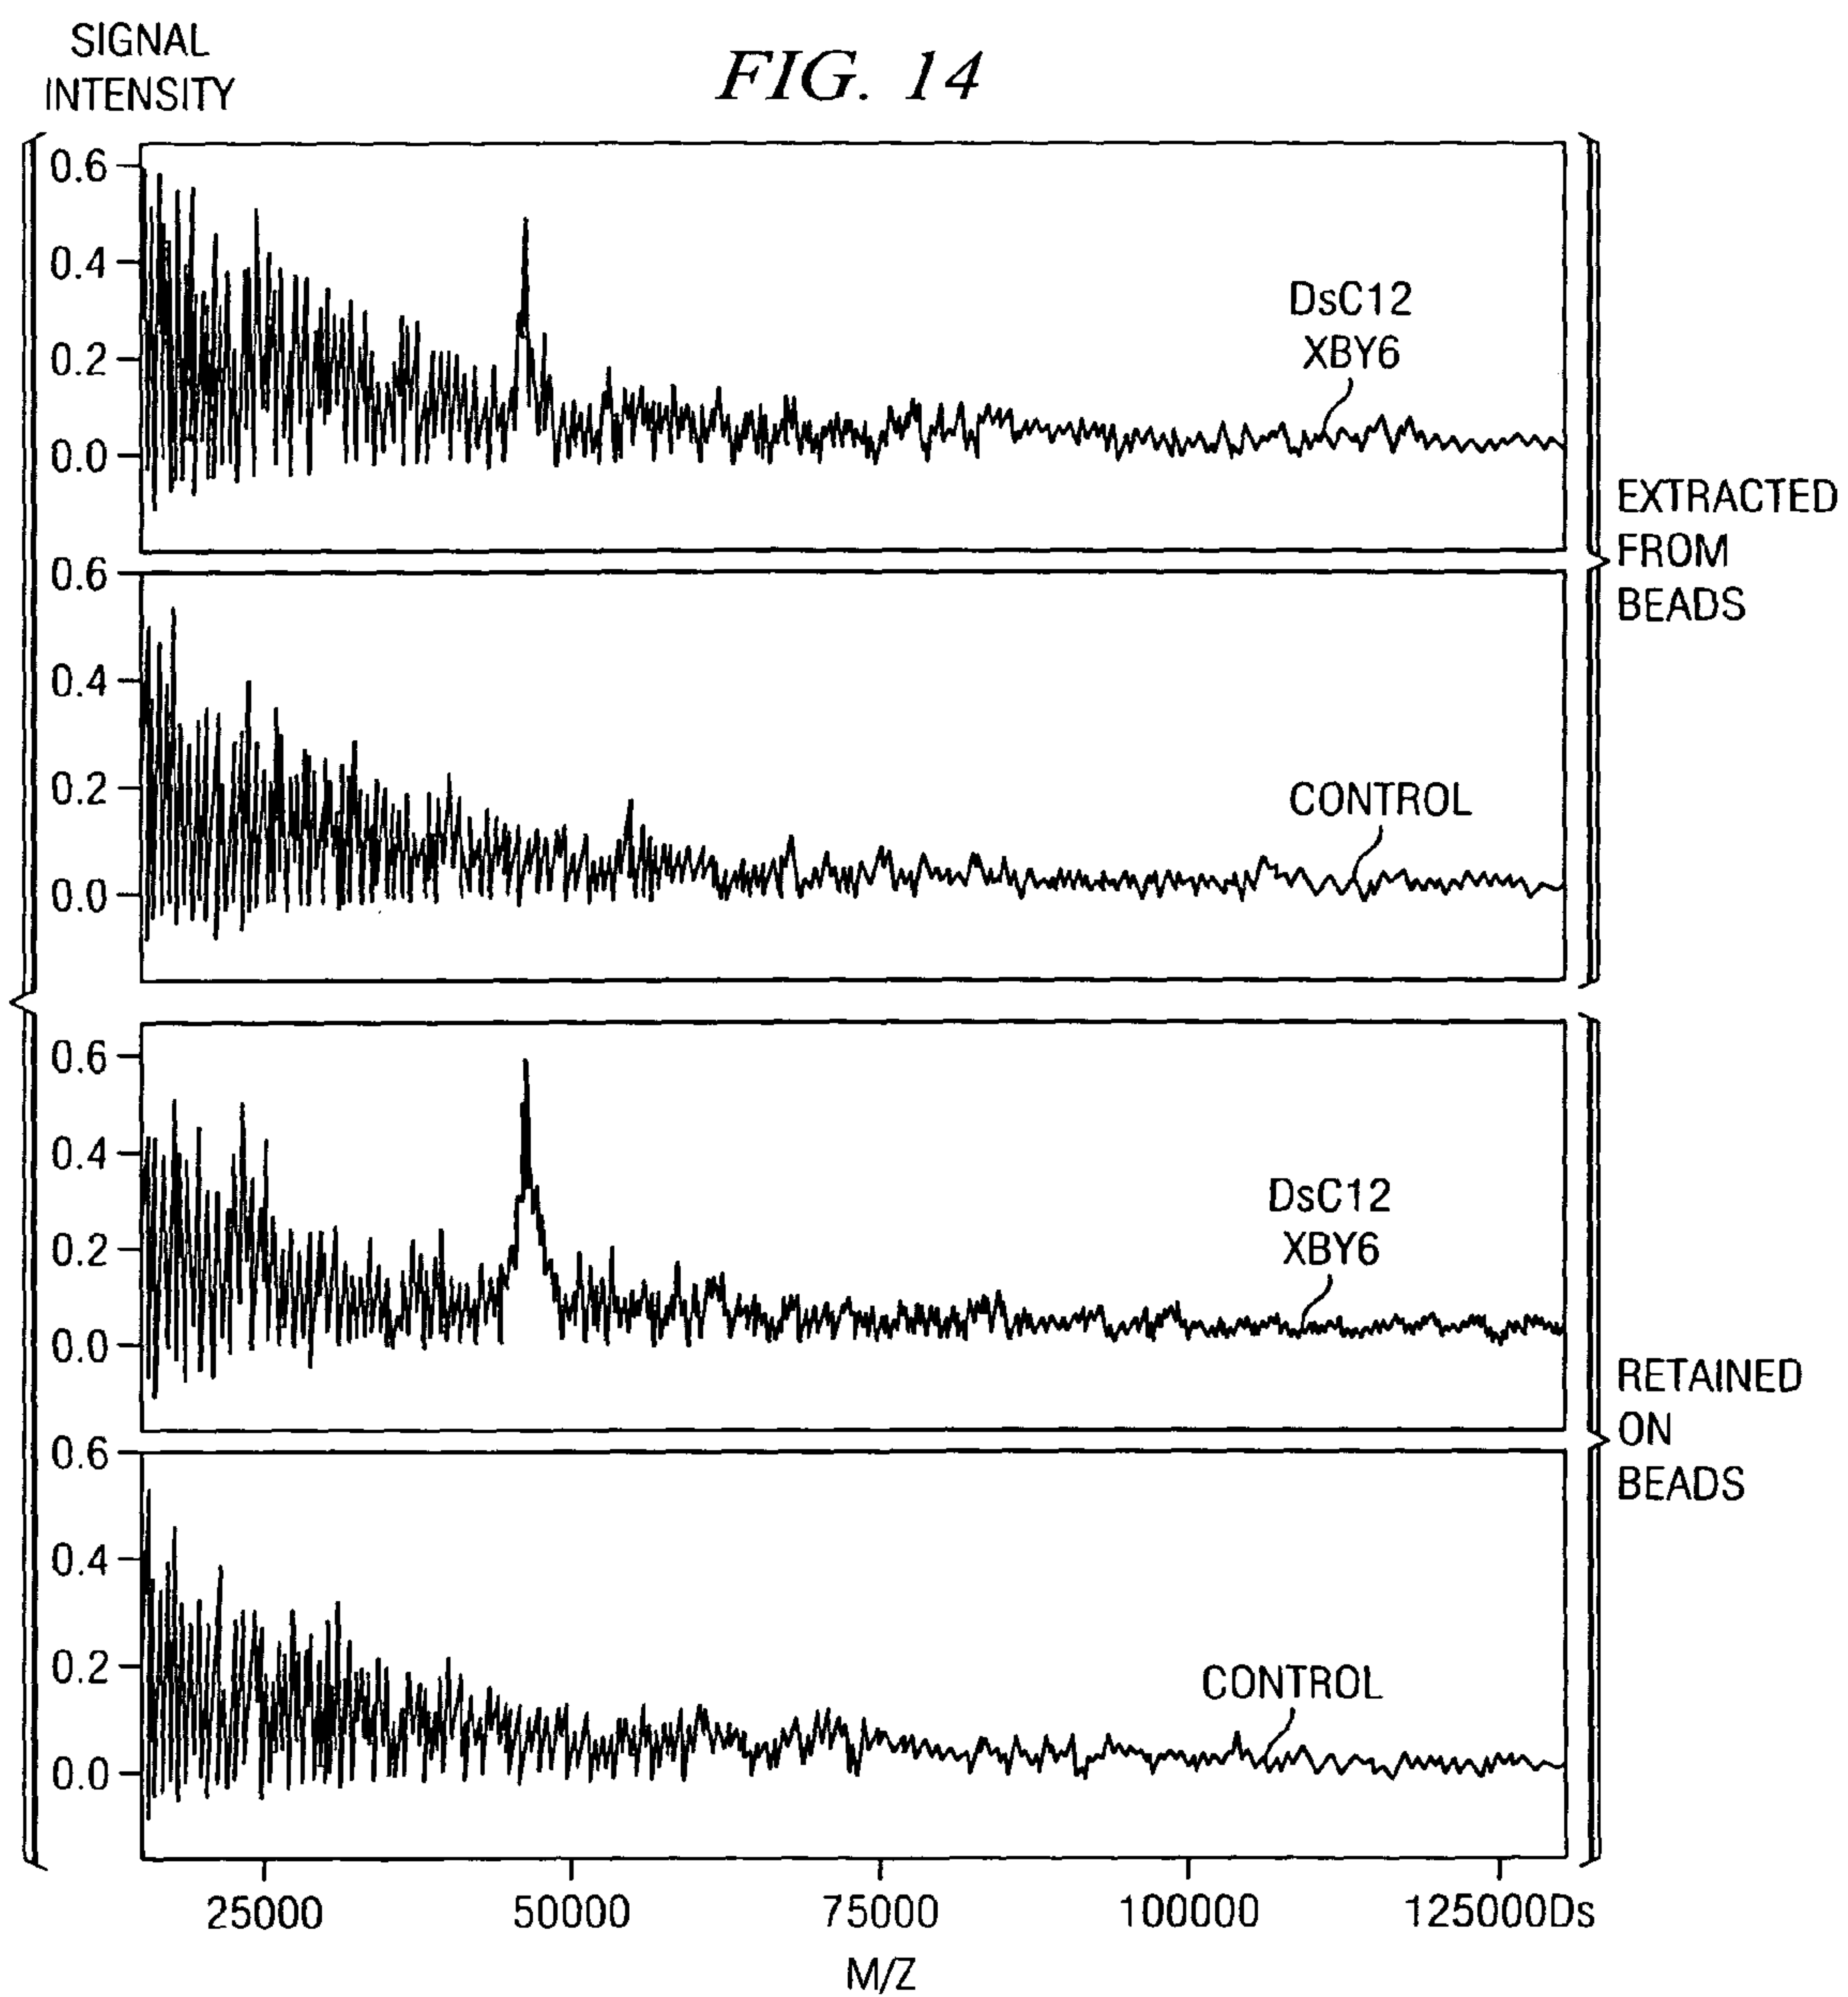 SIGNAL
INTENSITY
FIG. 14
0.6
0.4
0.2
0.0
DsC12
XBY6
0.6
0.4
0.2
0.0
CONTROL
EXTRACTED
FROM
BEADS
0.6
0.4
0.2
0.0
DsC12
XBY6
0.6
0.4
0.2
0.0
CONTROL
RETAINED
ON
BEADS
25000
50000
75000
100000
125000Ds
M/Z